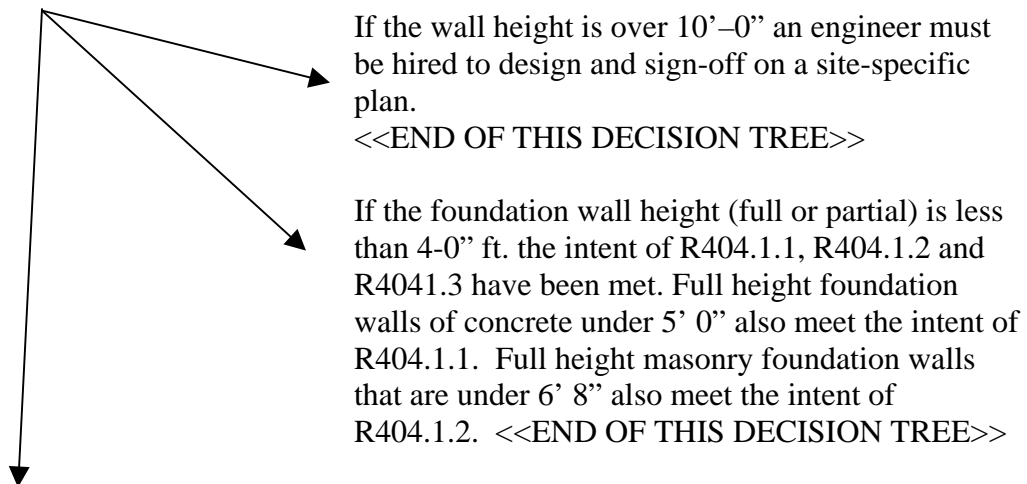 If the wall height is over 10’–0” an engineer must
be hired to design and sign-off on a site-specific
plan.
<<END OF THIS DECISION TREE>>
If the foundation wall height (full or partial) is less
than 4-0” ft. the intent of R404.1.1, R404.1.2 and
R4041.3 have been met. Full height foundation
walls of concrete under 5’ 0” also meet the intent of
R404.1.1.  Full height masonry foundation walls
that are under 6’ 8” also meet the intent of
R404.1.2.  <<END OF THIS DECISION TREE>>